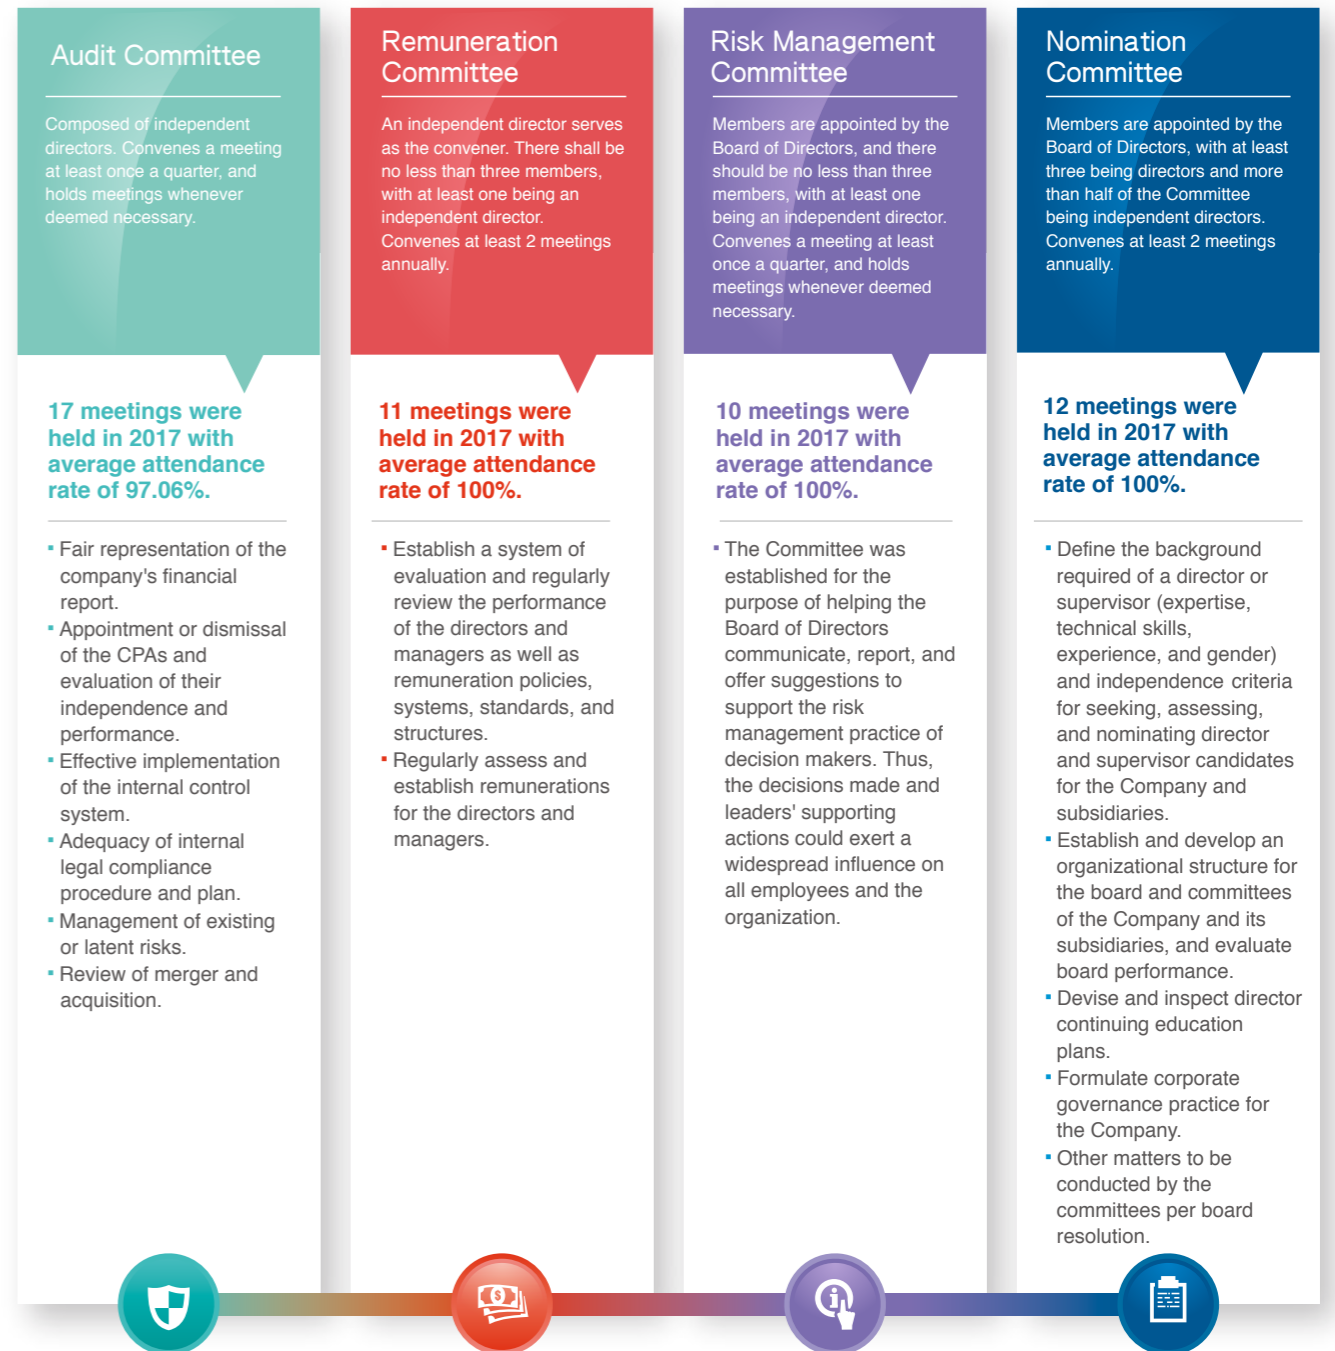 Audit Committee
Composed of independent
directors. Convenes a meeting
at least once a quarter, and
holds meetings whenever
deemed necessary.
17 meetings were
held in 2017 with
average attendance
rate of 97.06%.
▪ Fair representation of the
company's financial
report.
▪ Appointment or dismissal
of the CPAs and
evaluation of their
independence and
performance.
▪ Effective implementation
of the internal control
system.
▪ Adequacy of internal
legal compliance
procedure and plan.
▪ Management of existing
or latent risks.
▪ Review of merger and
acquisition.
Remuneration
Committee
An independent director serves
as the convener. There shall be
no less than three members,
with at least one being an
independent director.
Convenes at least 2 meetings
annually.
11 meetings were
held in 2017 with
average attendance
rate of 100%.
▪ Establish a system of
evaluation and regularly
review the performance
of the directors and
managers as well as
remuneration policies,
systems, standards, and
structures.
▪ Regularly assess and
establish remunerations
for the directors and
managers.
Risk Management
Committee
Members are appointed by the
Board of Directors, and there
should be no less than three
members, with at least one
being an independent director.
Convenes a meeting at least
once a quarter, and holds
meetings whenever deemed
necessary.
10 meetings were
held in 2017 with
average attendance
rate of 100%.
▪ The Committee was
established for the
purpose of helping the
Board of Directors
communicate, report, and
offer suggestions to
support the risk
management practice of
decision makers. Thus,
the decisions made and
leaders' supporting
actions could exert a
widespread influence on
all employees and the
organization.
Nomination
Committee
Members are appointed by the
Board of Directors, with at least
three being directors and more
than half of the Committee
being independent directors.
Convenes at least 2 meetings
annually.
12 meetings were
held in 2017 with
average attendance
rate of 100%.
▪ Define the background
required of a director or
supervisor (expertise,
technical skills,
experience, and gender)
and independence criteria
for seeking, assessing,
and nominating director
and supervisor candidates
for the Company and
subsidiaries.
▪ Establish and develop an
organizational structure for
the board and committees
of the Company and its
subsidiaries, and evaluate
board performance.
▪ Devise and inspect director
continuing education
plans.
▪ Formulate corporate
governance practice for
the Company.
▪ Other matters to be
conducted by the
committees per board
resolution.